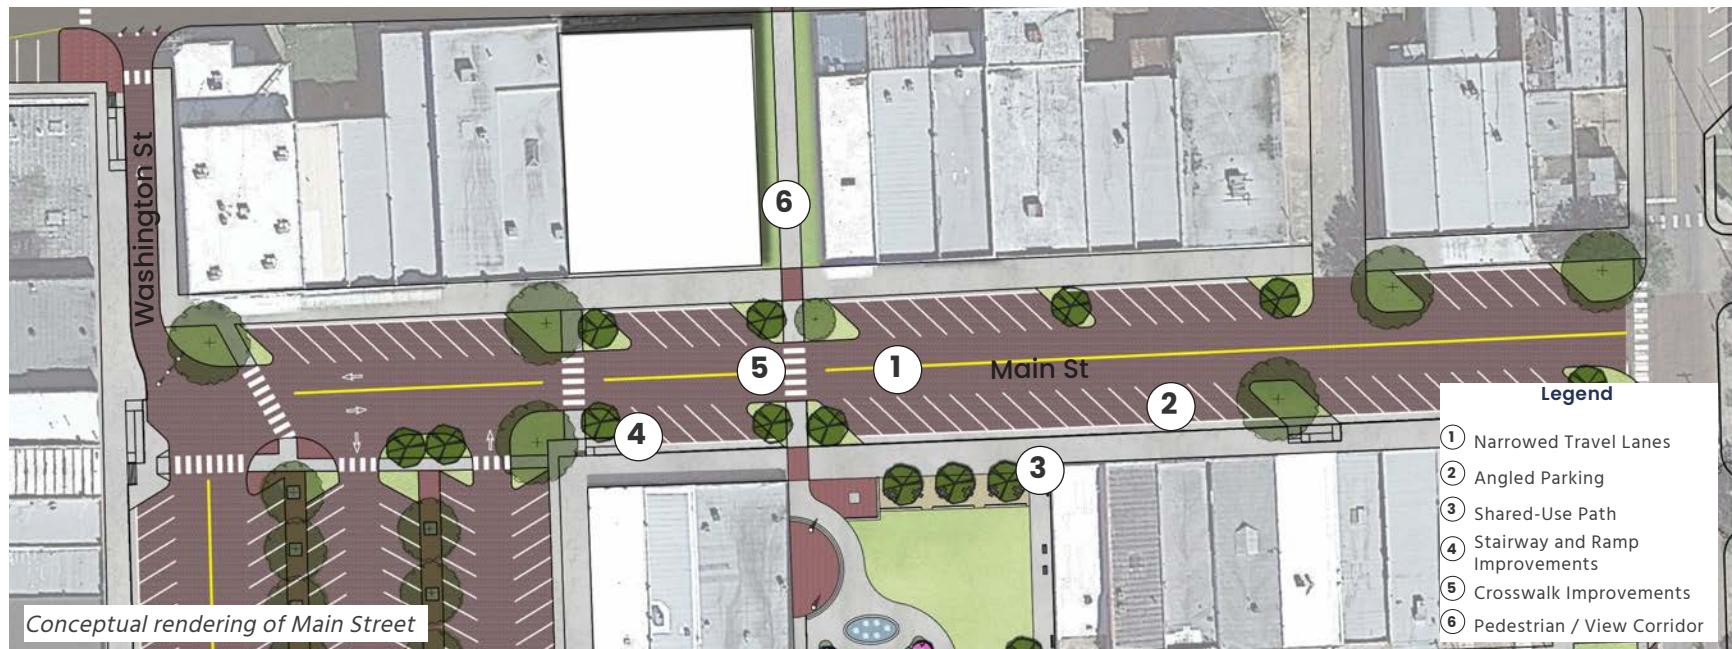 Washington St
6
5
1
Main St
2
4
3
Legend
1 Narrowed Travel Lanes
2 Angled Parking
3 Shared-Use Path
4 Stairway and Ramp
Improvements
5 Crosswalk Improvements
6 Pedestrian / View Corridor
Conceptual rendering of Main Street